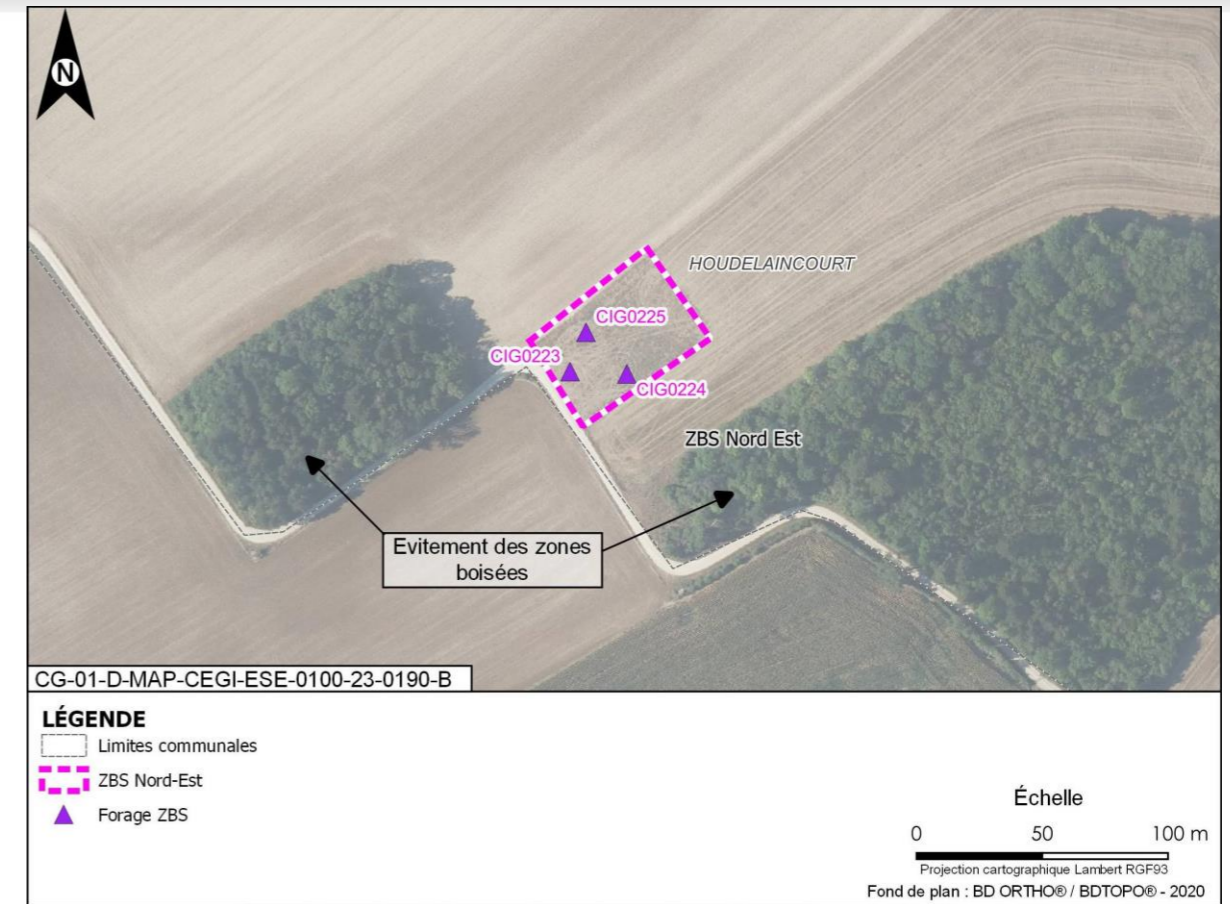 N
HOUDELAINCOURT
CIG0225
CIG0223
CIG0224
ZBS Nord Est
Evitement des zones
boisées
CG-01-D-MAP-CEGI-ESE-0100-23-0190-B
LÉGENDE
Limites communales
ZBS Nord-Est
Forage ZBS
Échelle
0 50 100 m
Projection cartographique Lambert RGF93
Fond de plan : BD ORTHO® / BDTOPO® - 2020